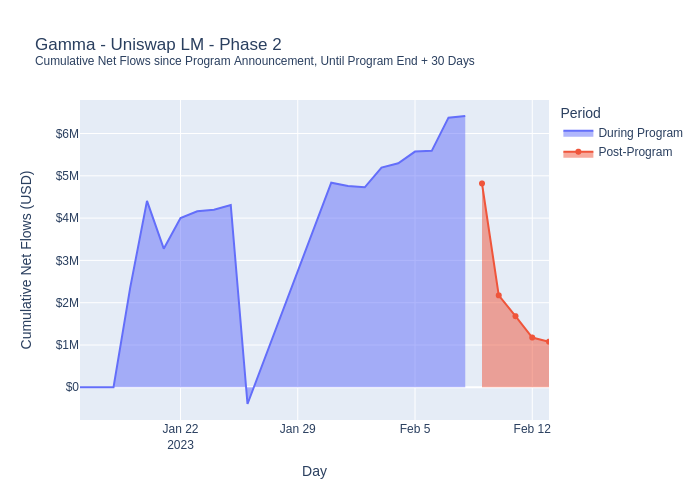 Gamma - Uniswap LM - Phase 2
Cumulative Net Flows since Program Announcement, Until Program End + 30 Days
Period
During Program
Post-Program
Cumulative Net Flows (USD)
$6M
$5M
$4M
$3M
$2M
$1M
$0
Jan 22
2023
Jan 29
Feb 5
Feb 12
Day